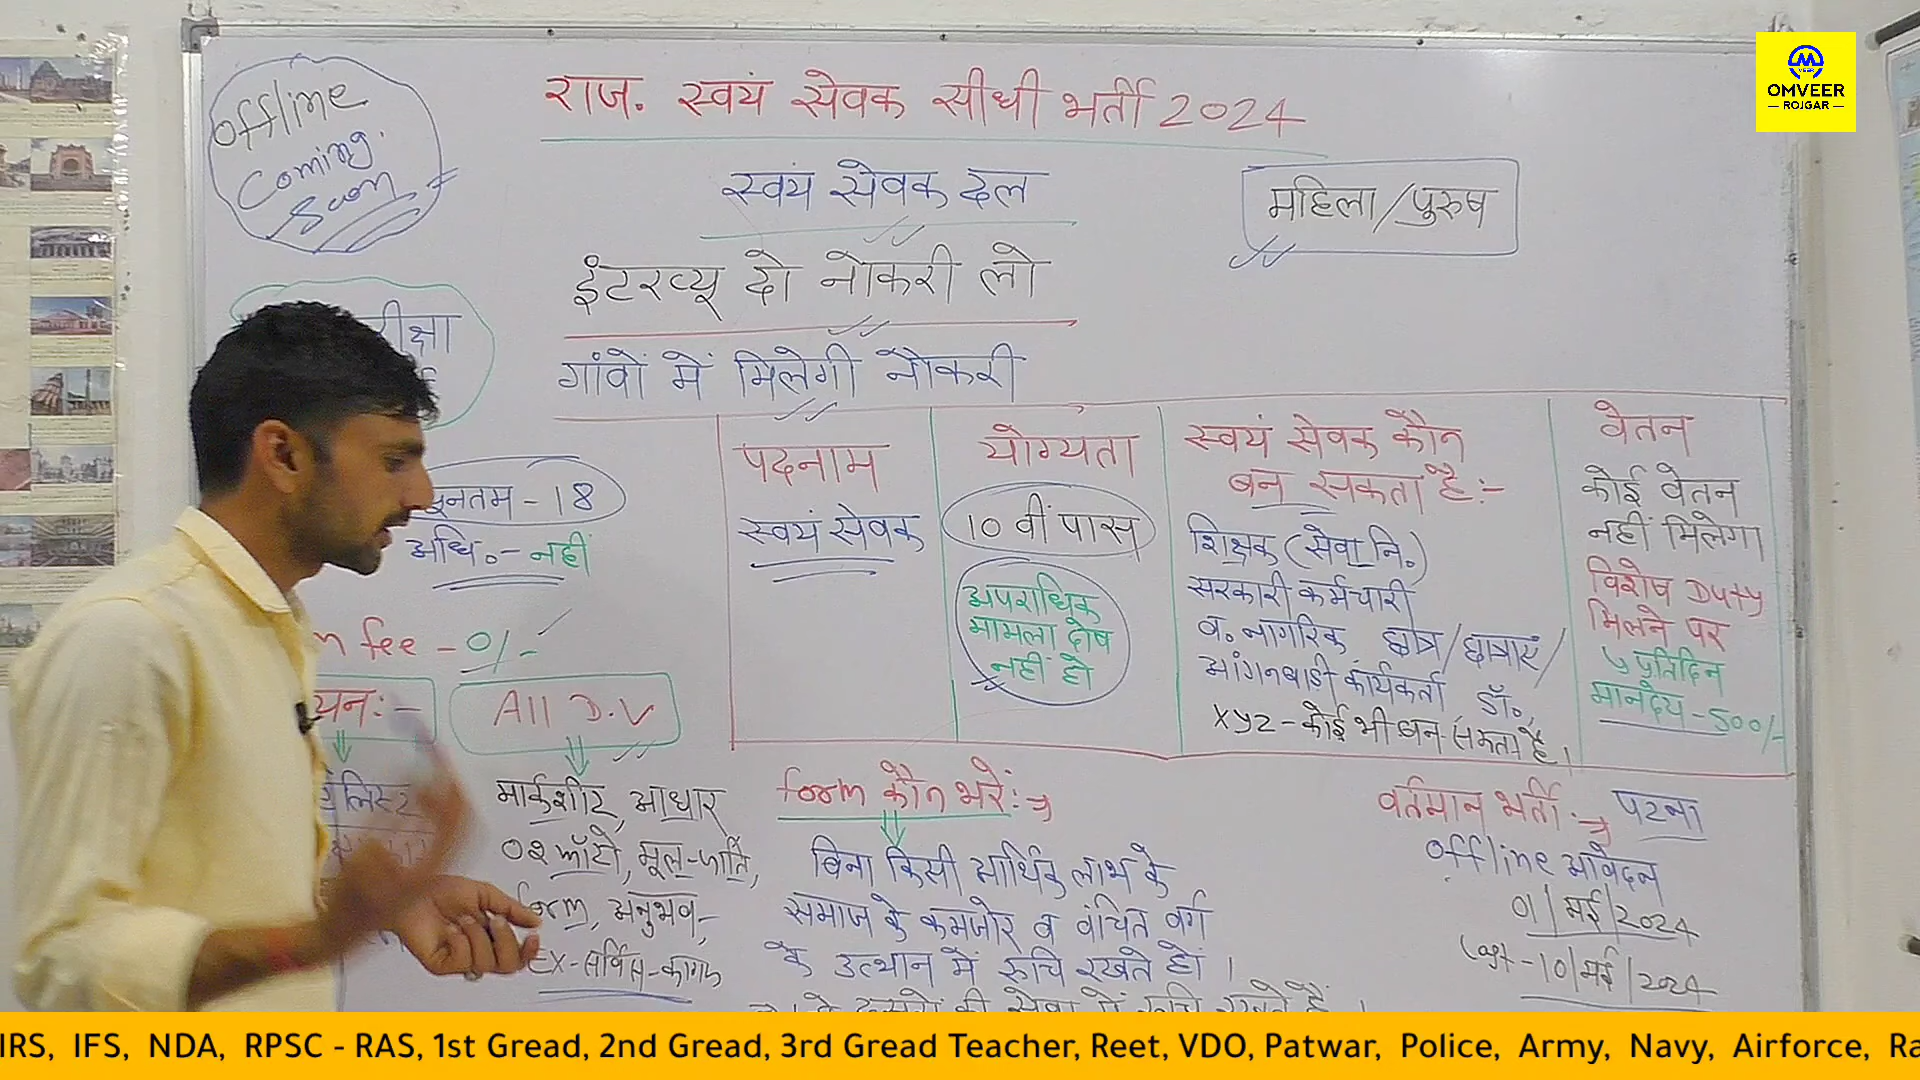 offline
coming
soon
राज. स्वयं सेवक सीधी भर्ती 2024
स्वयं सेवक दल
महिला/पुरुष
इंटरव्यू दो नोकरी लो
गांवों में मिलेगी नौकरी
OMVEER
ROJGAR
- 18
अधि.- नहीं
fee - 0/-
All D.V
मार्कशीट, आधार
02 फोटो, मूल-
form, अनुभव,
EX-सर्विस-
पदनाम
स्वयं सेवक
योग्यता
10 वीं पास
अपराधिक
मामला दोष
नहीं हो
स्वयं सेवक कौन
बन सकता है:-
शिक्षक (सेवा नि.)
सरकारी कर्मचारी
व. नागरिक छात्र/छात्राएं/
आंगनबाडी कार्यकर्ता डॉ.,
xyz - कोई भी बन सकता है।
वेतन
कोई वेतन
नहीं मिलेगा
विशेष Duty
मिलने पर
प्रतिदिन
मानदेय - 500/-
form कौन भरें:→
बिना किसी आर्थिक लाभ के
समाज के कमजोर व वंचित वर्ग
के उत्थान में रूचि रखते हो।
वर्तमान भर्ती:→ पटना
offline आवेदन
01/मई/2024
Last - 10/मई/2024
IRS, IFS, NDA, RPSC - RAS, 1st Gread, 2nd Gread, 3rd Gread Teacher, Reet, VDO, Patwar, Police, Army, Navy, Airforce,